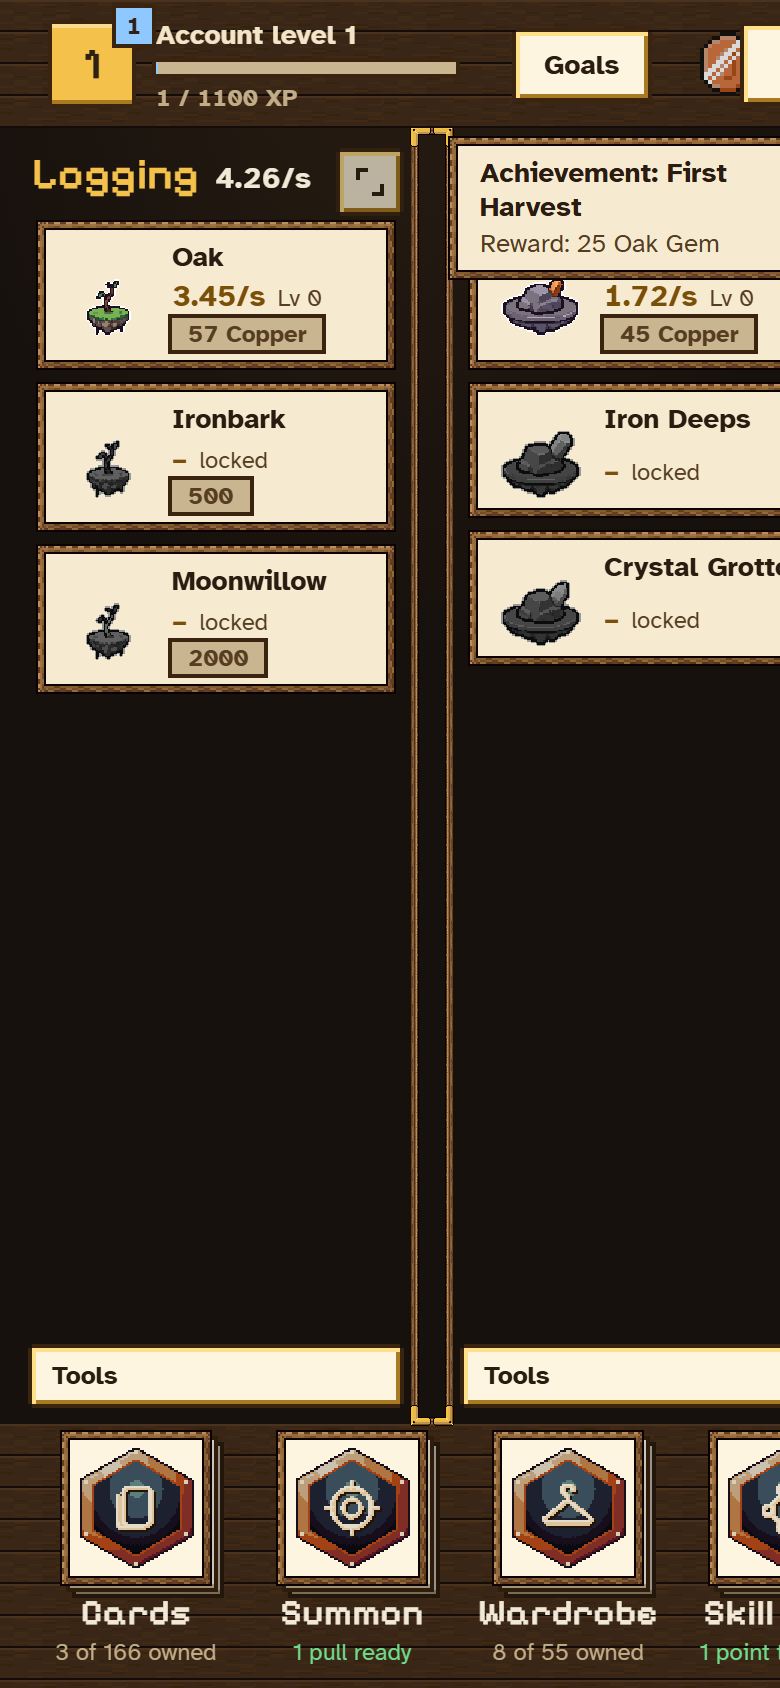 1
1
Account level 1
1 / 1100 XP
Goals
Logging
4.26/s
Achievement: First
Harvest
Reward: 25 Oak Gem
Oak
3.45/s Lv 0
57 Copper
1.72/s Lv 0
45 Copper
Ironbark
– locked
500
Iron Deeps
– locked
Moonwillow
– locked
2000
Crystal Grotto
– locked
Tools
Tools
Cards
3 of 166 owned
Summon
1 pull ready
Wardrobe
8 of 55 owned
Skill
1 point